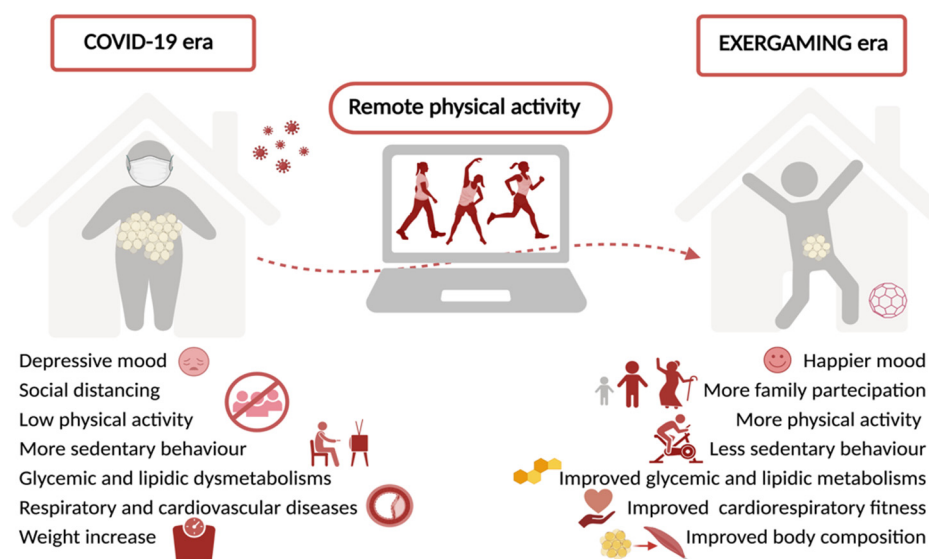 COVID-19 era
EXERGAMING era
Remote physical activity
Depressive mood
Social distancing
Low physical activity
More sedentary behaviour
Glycemic and lipidic dysmetabolisms
Respiratory and cardiovascular diseases
Weight increase
Happier mood
More family partecipation
More physical activity
Less sedentary behaviour
Improved glycemic and lipidic metabolisms
Improved cardiorespiratory fitness
Improved body composition